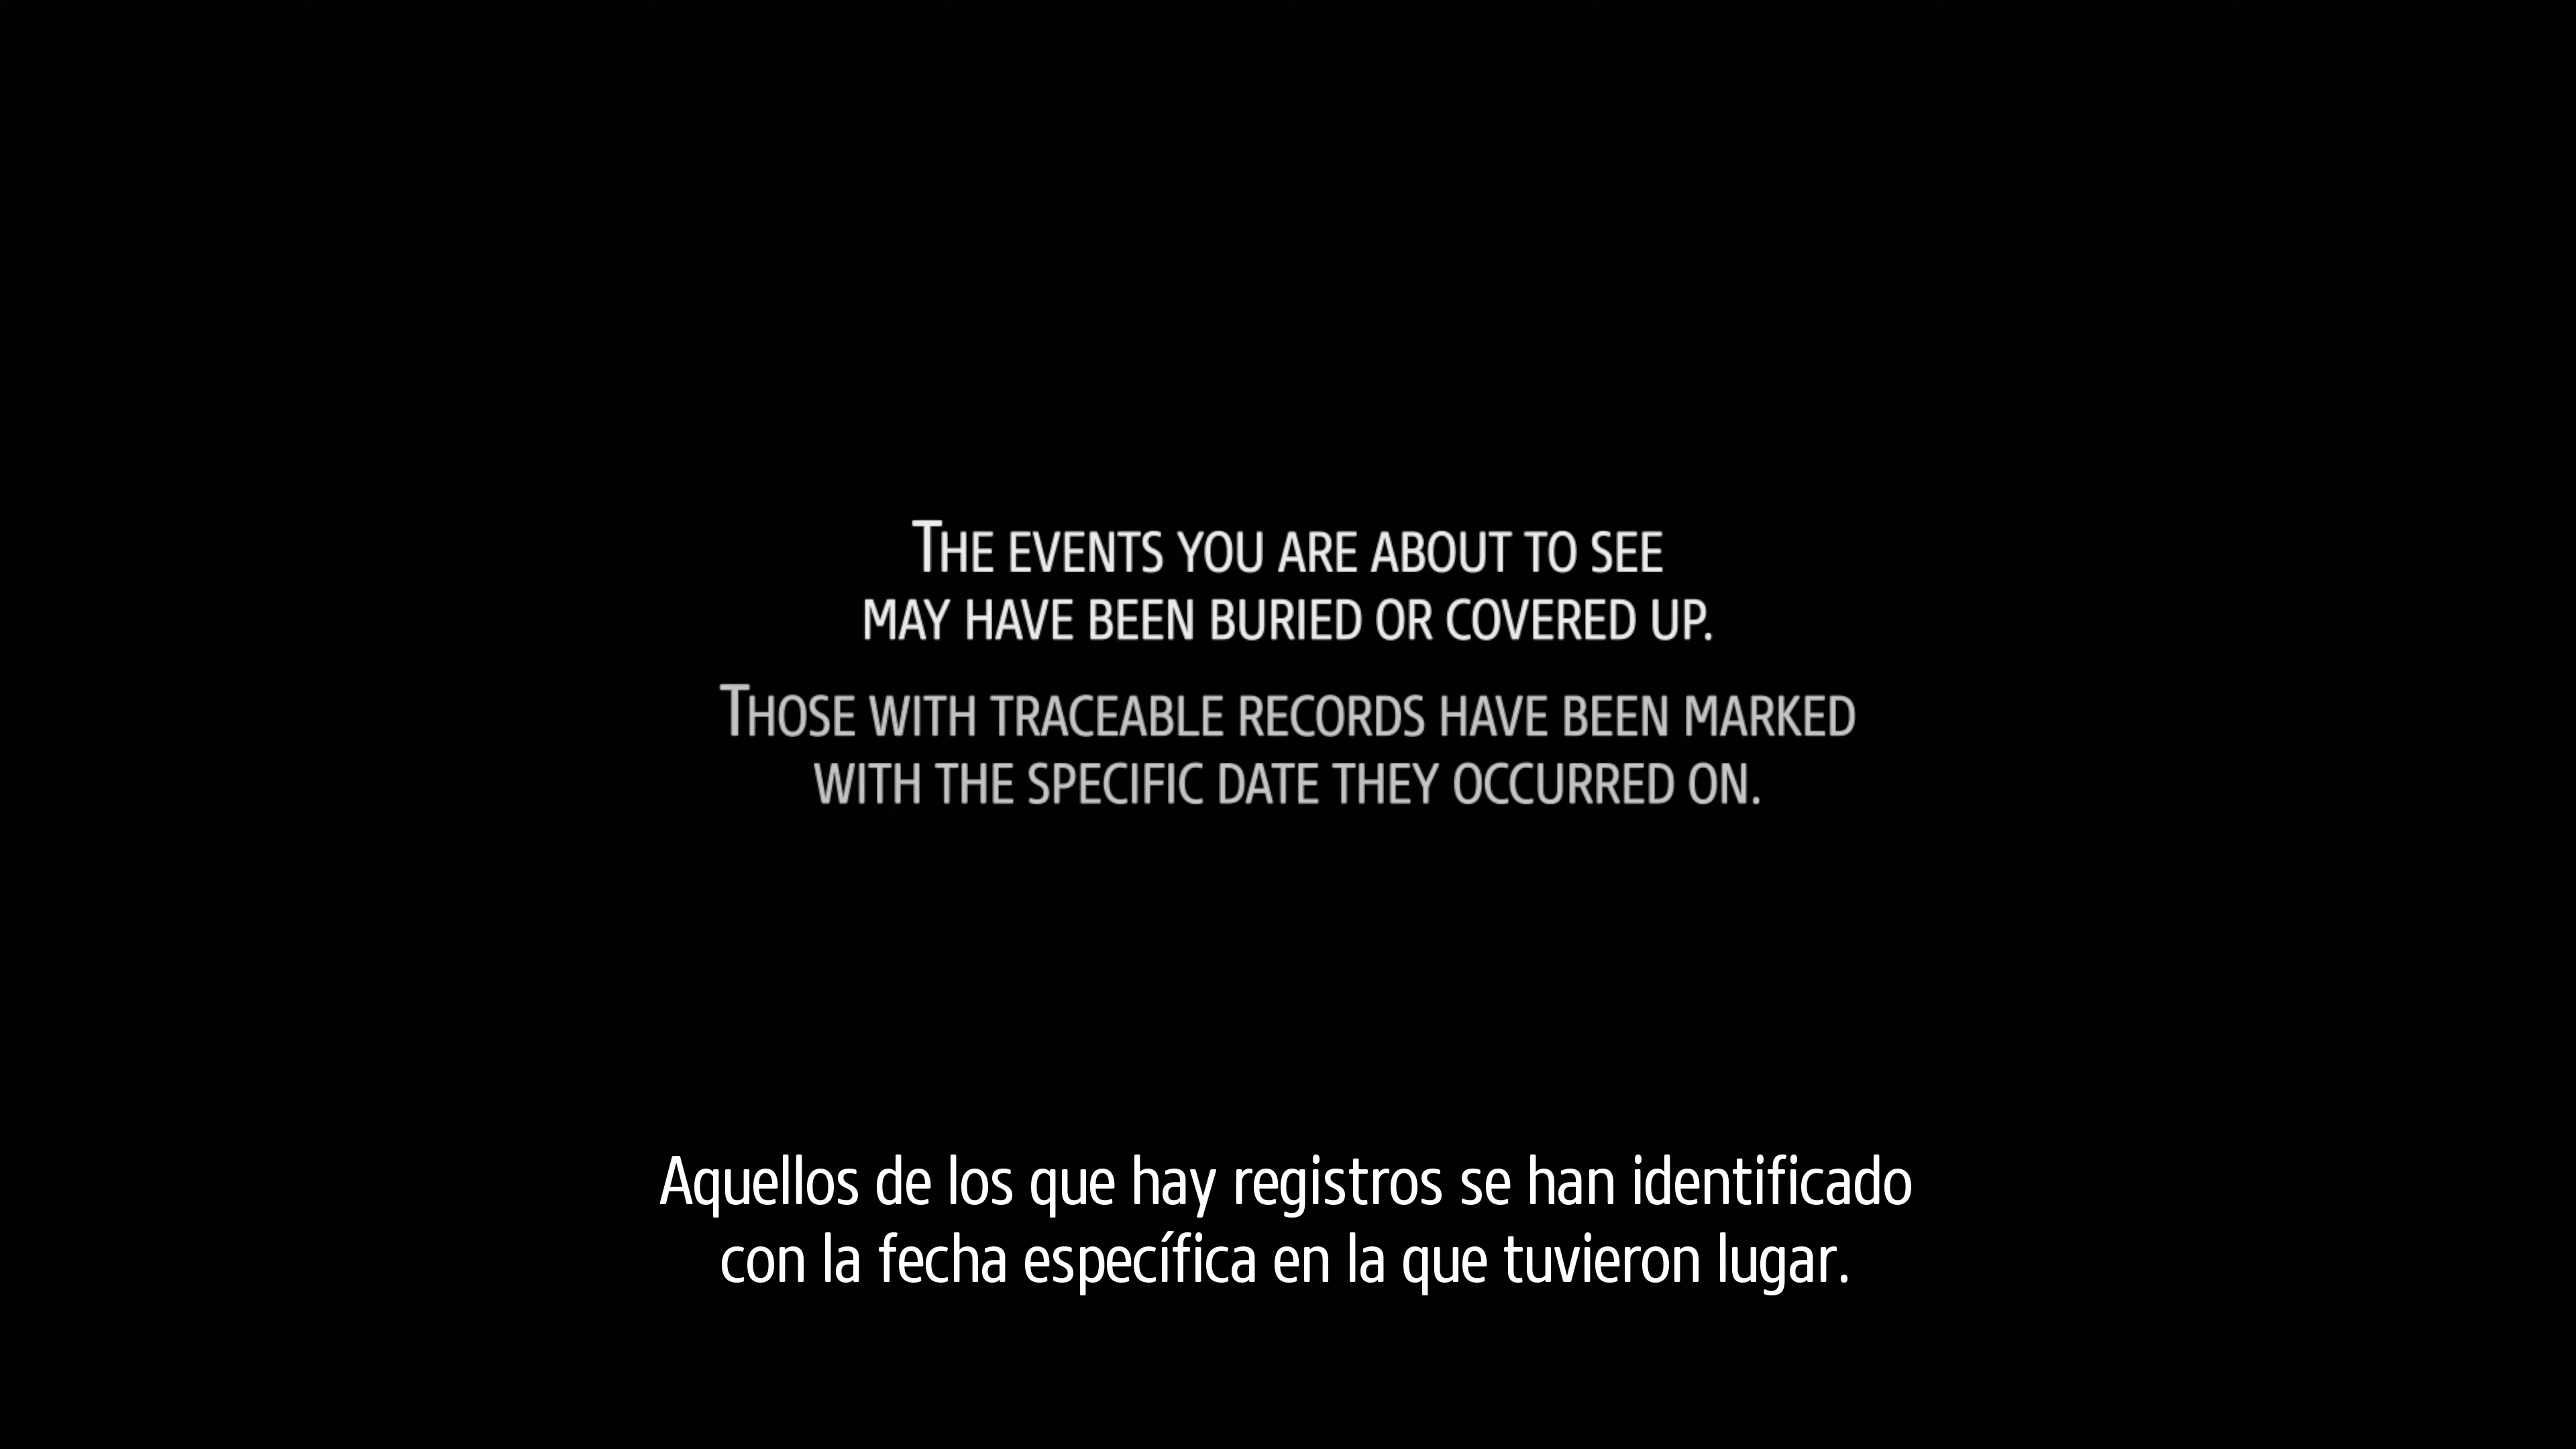 The events you are about to see
may have been buried or covered up.
Those with traceable records have been marked
with the specific date they occurred on.
Aquellos de los que hay registros se han identificado
con la fecha específica en la que tuvieron lugar.